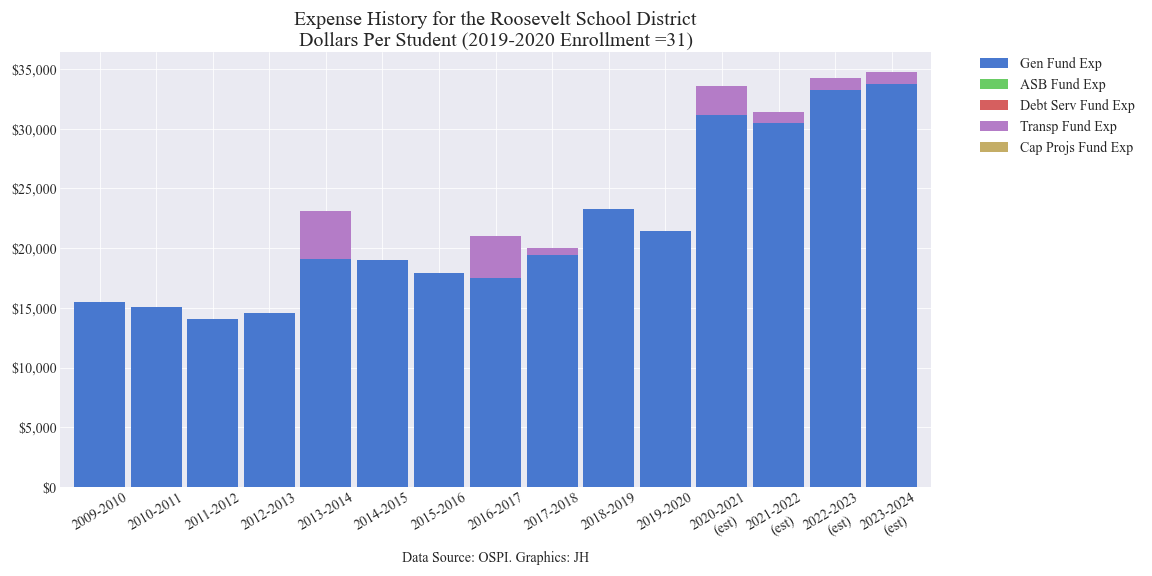 Expense History for the Roosevelt School District
Dollars Per Student (2019-2020 Enrollment =31)
$35,000
$30,000
$25,000
$20,000
$15,000
$10,000
$5,000
$0
Gen Fund Exp
ASB Fund Exp
Debt Serv Fund Exp
Transp Fund Exp
Cap Projs Fund Exp
2009-2010
2010-2011
2011-2012
2012-2013
2013-2014
2014-2015
2015-2016
2016-2017
2017-2018
2018-2019
2019-2020
2020-2021
(est)
2021-2022
(est)
2022-2023
(est)
2023-2024
(est)
Data Source: OSPI. Graphics: JH